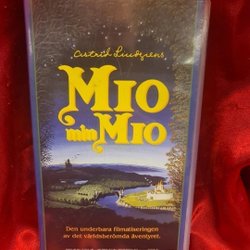 Astrid Lindgrens
MIO
min
MIO
Den underbara filmatiseringen
av det världsberömda äventyret.